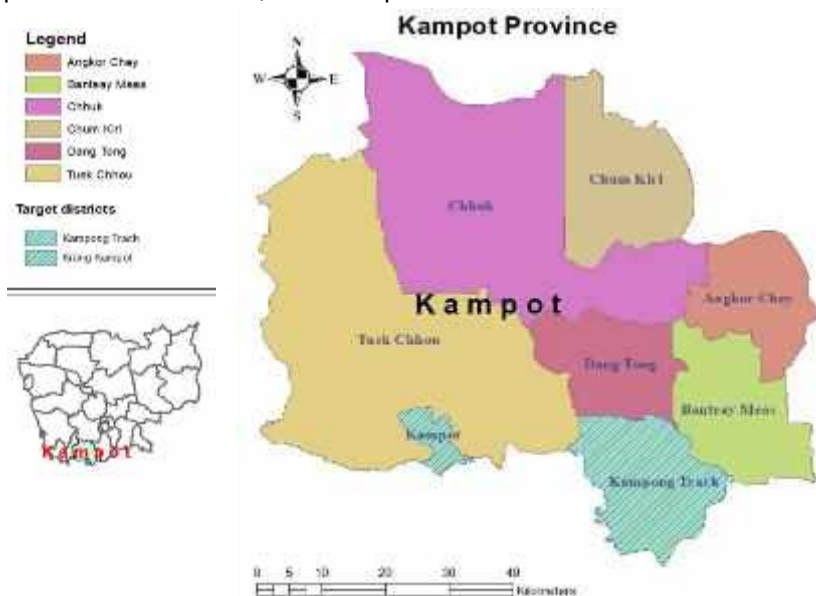 Kampot Province
Legend
Angkor Chey
Banteay Meas
Chhuk
Chum Kiri
Dang Tong
Tuek Chhou
Target districts
Kampong Trach
Krong Kampot
N
W E
S
Chum Kiri
Chhuk
Angkor Chey
Kampot
Tuek Chhou
Dang Tong
Banteay Meas
Kampot
Kampong Trach
Kampot
0 5 10 20 30 40
Kilometers